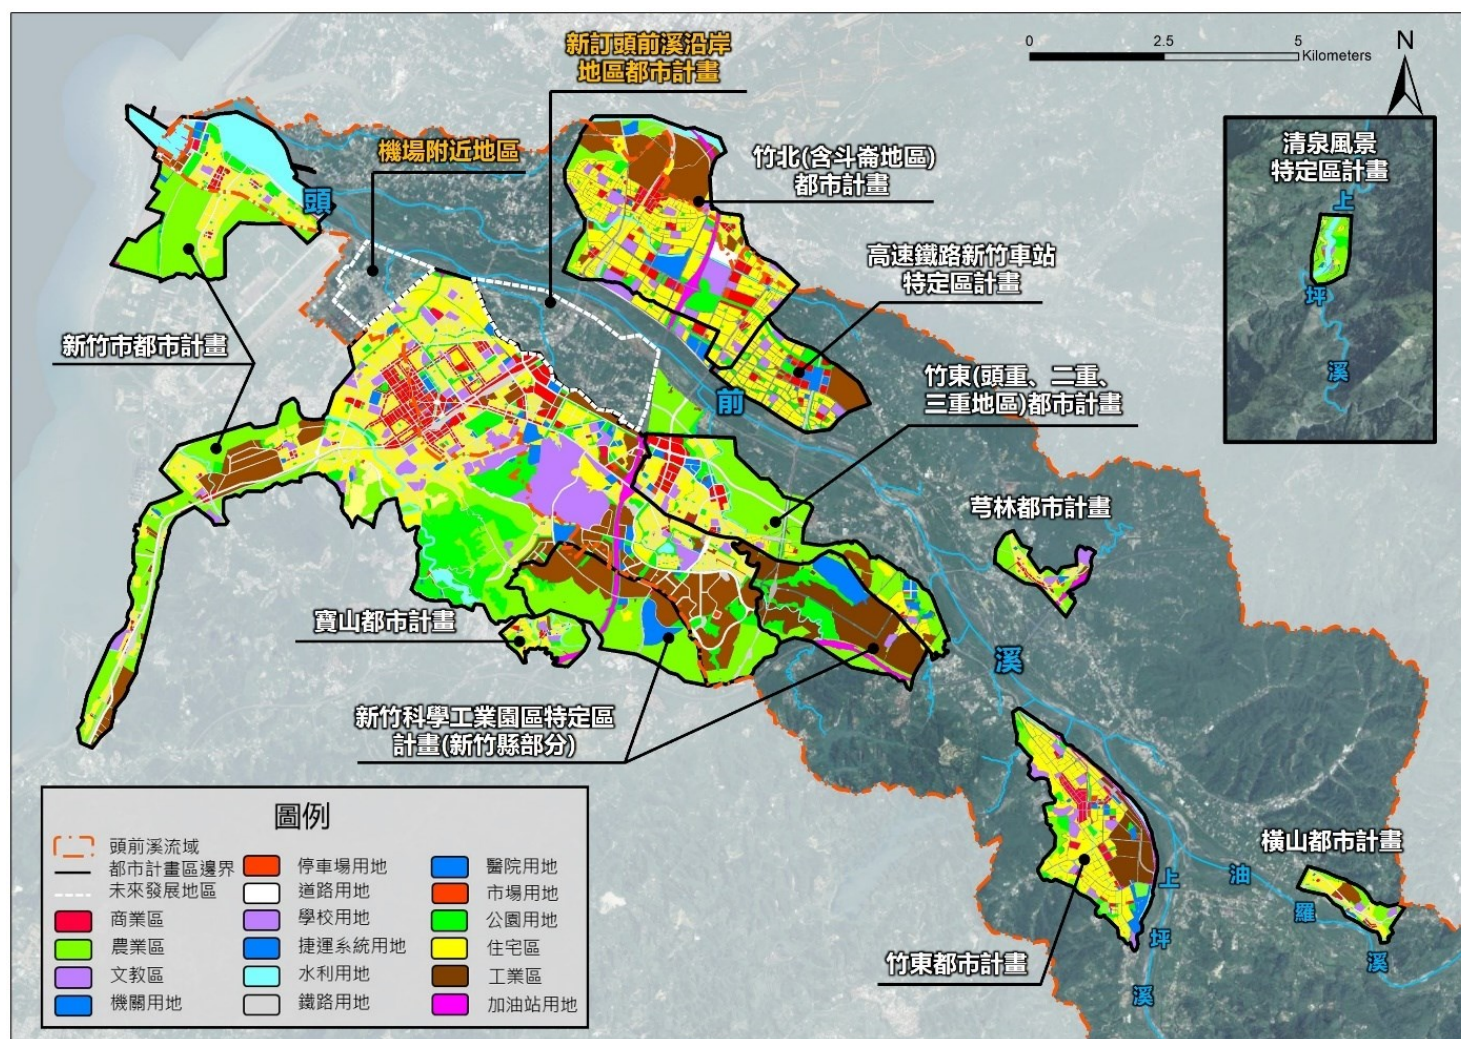 新訂頭前溪沿岸
地區都市計畫
0 2.5 5
Kilometers
N
機場附近地區
竹北(含斗崙地區)
都市計畫
清泉風景
特定區計畫
上
坪
溪
頭
高速鐵路新竹車站
特定區計畫
新竹市都市計畫
竹東(頭重、二重、
三重地區)都市計畫
前
芎林都市計畫
寶山都市計畫
溪
新竹科學工業園區特定區
計畫(新竹縣部分)
橫山都市計畫
上
坪
溪
油
羅
溪
竹東都市計畫
圖例
頭前溪流域
都市計畫區邊界
未來發展地區
商業區
農業區
文教區
機關用地
停車場用地
道路用地
學校用地
捷運系統用地
水利用地
鐵路用地
醫院用地
市場用地
公園用地
住宅區
工業區
加油站用地